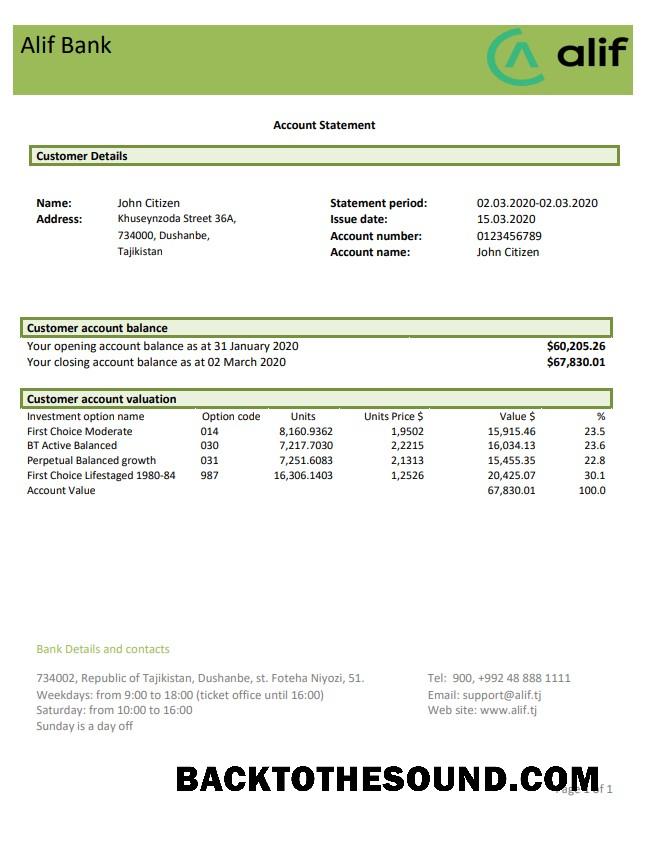 Alif Bank
alif
Account Statement
Customer Details
Name: John Citizen Statement period: 02.03.2020-02.03.2020
Address: Khuseynzoda Street 36A, Issue date: 15.03.2020
734000, Dushanbe, Account number: 0123456789
Tajikistan Account name: John Citizen
Customer account balance
Your opening account balance as at 31 January 2020 $60,205.26
Your closing account balance as at 02 March 2020 $67,830.01
Customer account valuation
Investment option name Option code Units Units Price $ Value $ %
First Choice Moderate 014 8,160.9362 1,9502 15,915.46 23.5
BT Active Balanced 030 7,217.7030 2,2215 16,034.13 23.6
Perpetual Balanced growth 031 7,251.6083 2,1313 15,455.35 22.8
First Choice Lifestaged 1980-84 987 16,306.1403 1,2526 20,425.07 30.1
Account Value 67,830.01 100.0
Bank Details and contacts
734002, Republic of Tajikistan, Dushanbe, st. Foteha Niyozi, 51. Tel: 900, +992 48 888 1111
Weekdays: from 9:00 to 18:00 (ticket office until 16:00) Email: support@alif.tj
Saturday: from 10:00 to 16:00 Web site: www.alif.tj
Sunday is a day off
BACKTOTHESOUND.COM
Page 1 of 1